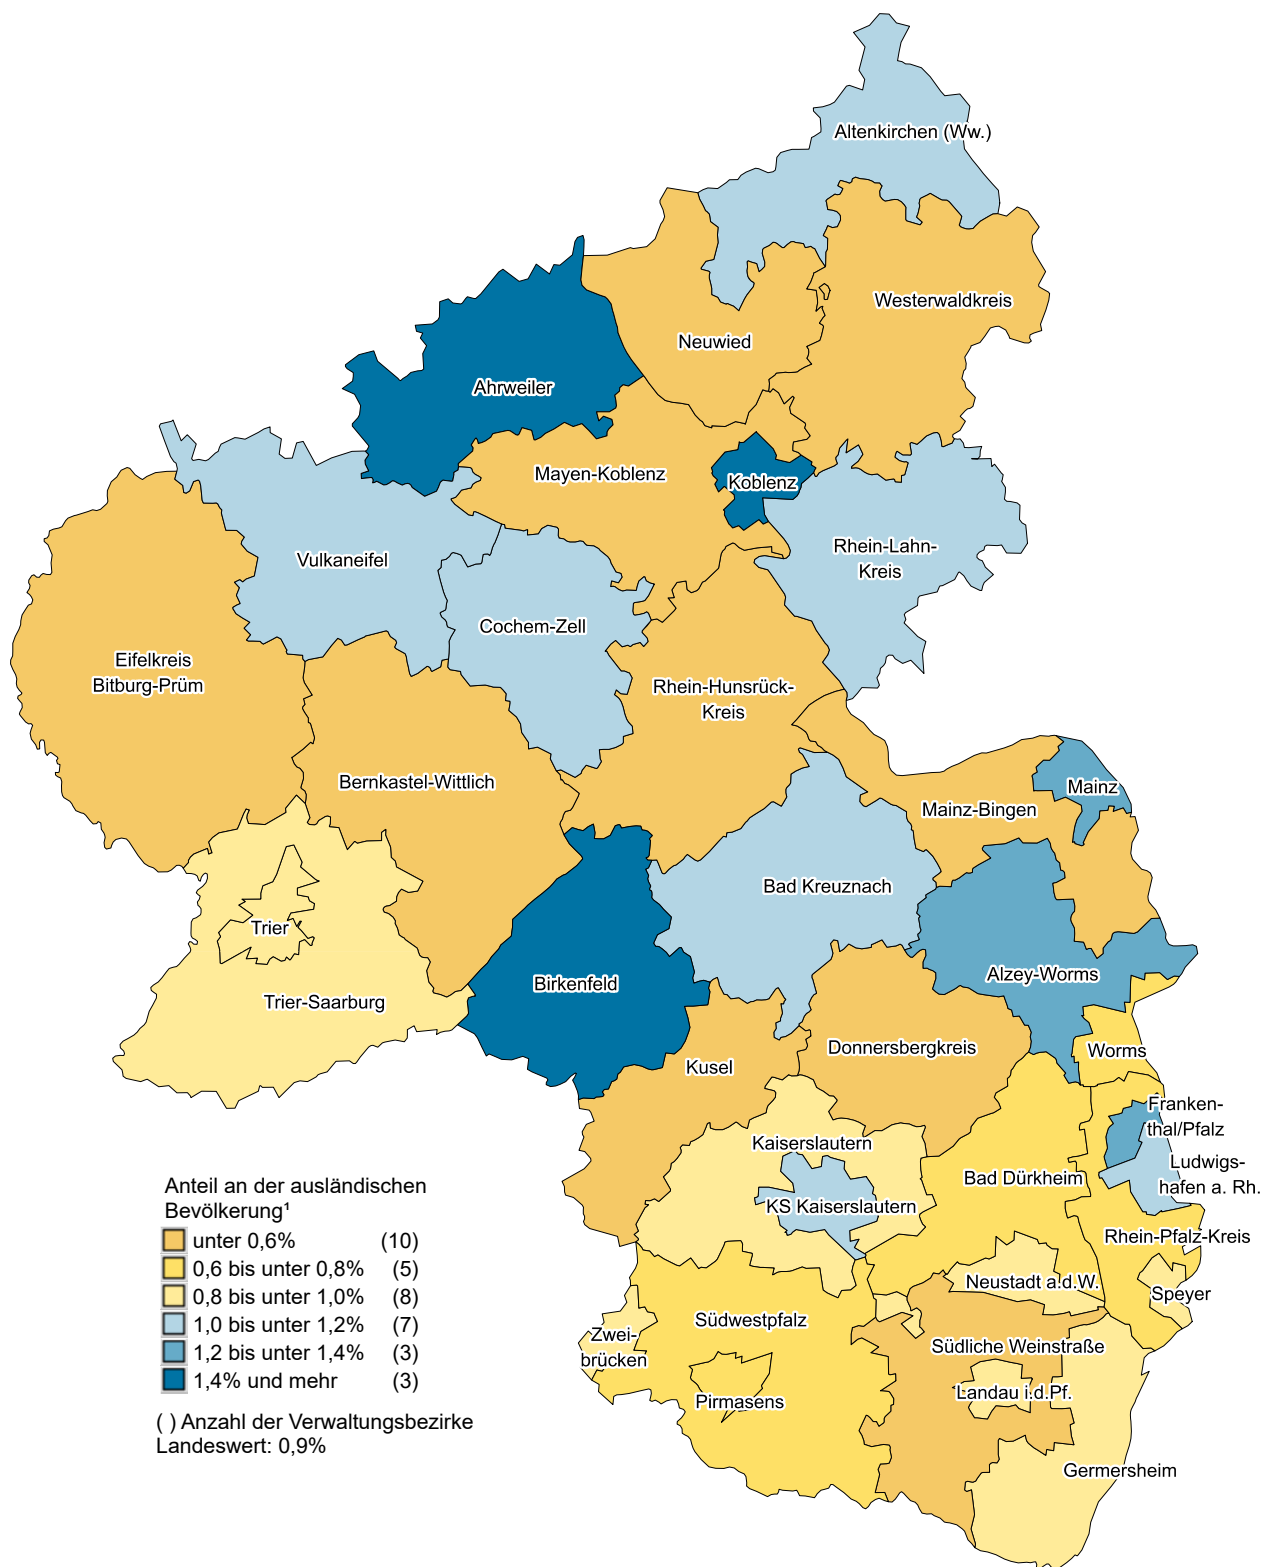 Altenkirchen (Ww.)
Westerwaldkreis
Neuwied
Ahrweiler
Mayen-Koblenz
Koblenz
Rhein-Lahn-
Kreis
Vulkaneifel
Cochem-Zell
Eifelkreis
Bitburg-Prüm
Rhein-Hunsrück-
Kreis
Bernkastel-Wittlich
Mainz
Mainz-Bingen
Bad Kreuznach
Trier
Alzey-Worms
Birkenfeld
Trier-Saarburg
Donnersbergkreis
Worms
Kusel
Franken-
thal/Pfalz
Kaiserslautern
Ludwigs-
hafen a. Rh.
Bad Dürkheim
KS Kaiserslautern
Rhein-Pfalz-Kreis
Neustadt a.d.W.
Speyer
Südwestpfalz
Zwei-
brücken
Südliche Weinstraße
Landau i.d.Pf.
Pirmasens
Germersheim
Anteil an der ausländischen
Bevölkerung¹
unter 0,6% (10)
0,6 bis unter 0,8% (5)
0,8 bis unter 1,0% (8)
1,0 bis unter 1,2% (7)
1,2 bis unter 1,4% (3)
1,4% und mehr (3)
( ) Anzahl der Verwaltungsbezirke
Landeswert: 0,9%